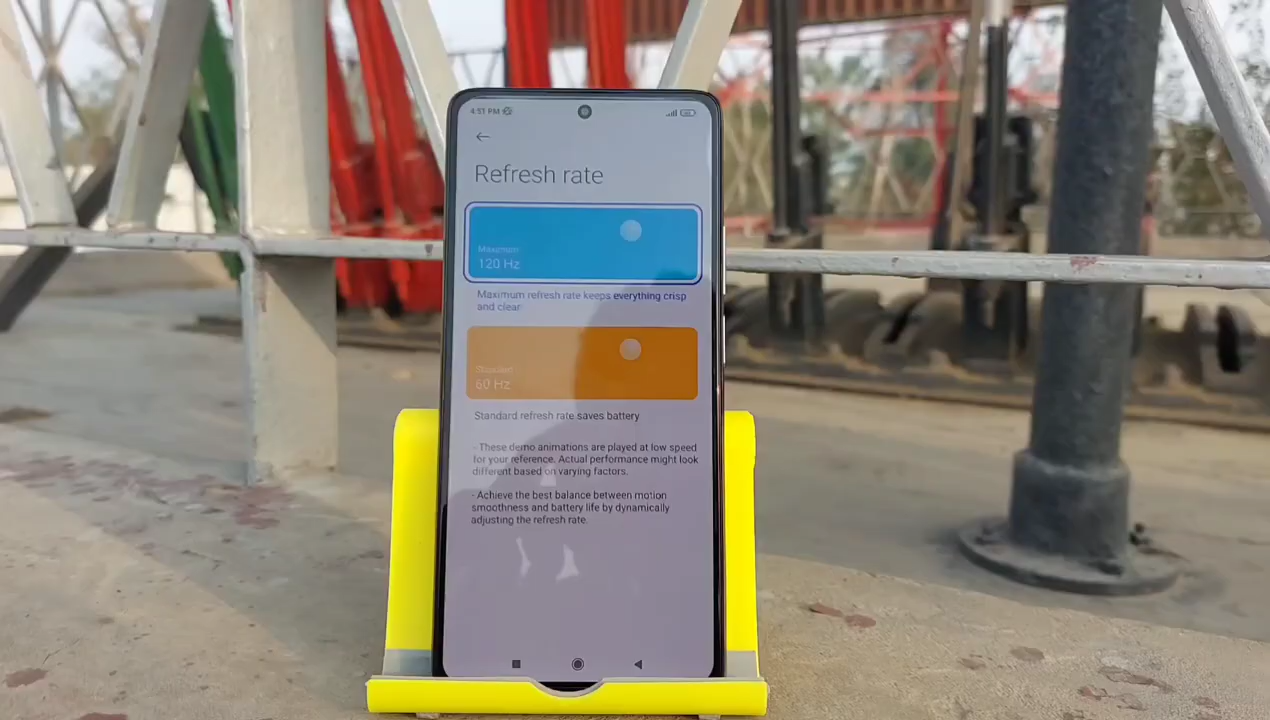 4:51 PM
Refresh rate
Maximum
120 Hz
Maximum refresh rate keeps everything crisp
and clear
Standard
60 Hz
Standard refresh rate saves battery
- These demo animations are played at low speed
for your reference. Actual performance might look
different based on varying factors.
- Achieve the best balance between motion
smoothness and battery life by dynamically
adjusting the refresh rate.